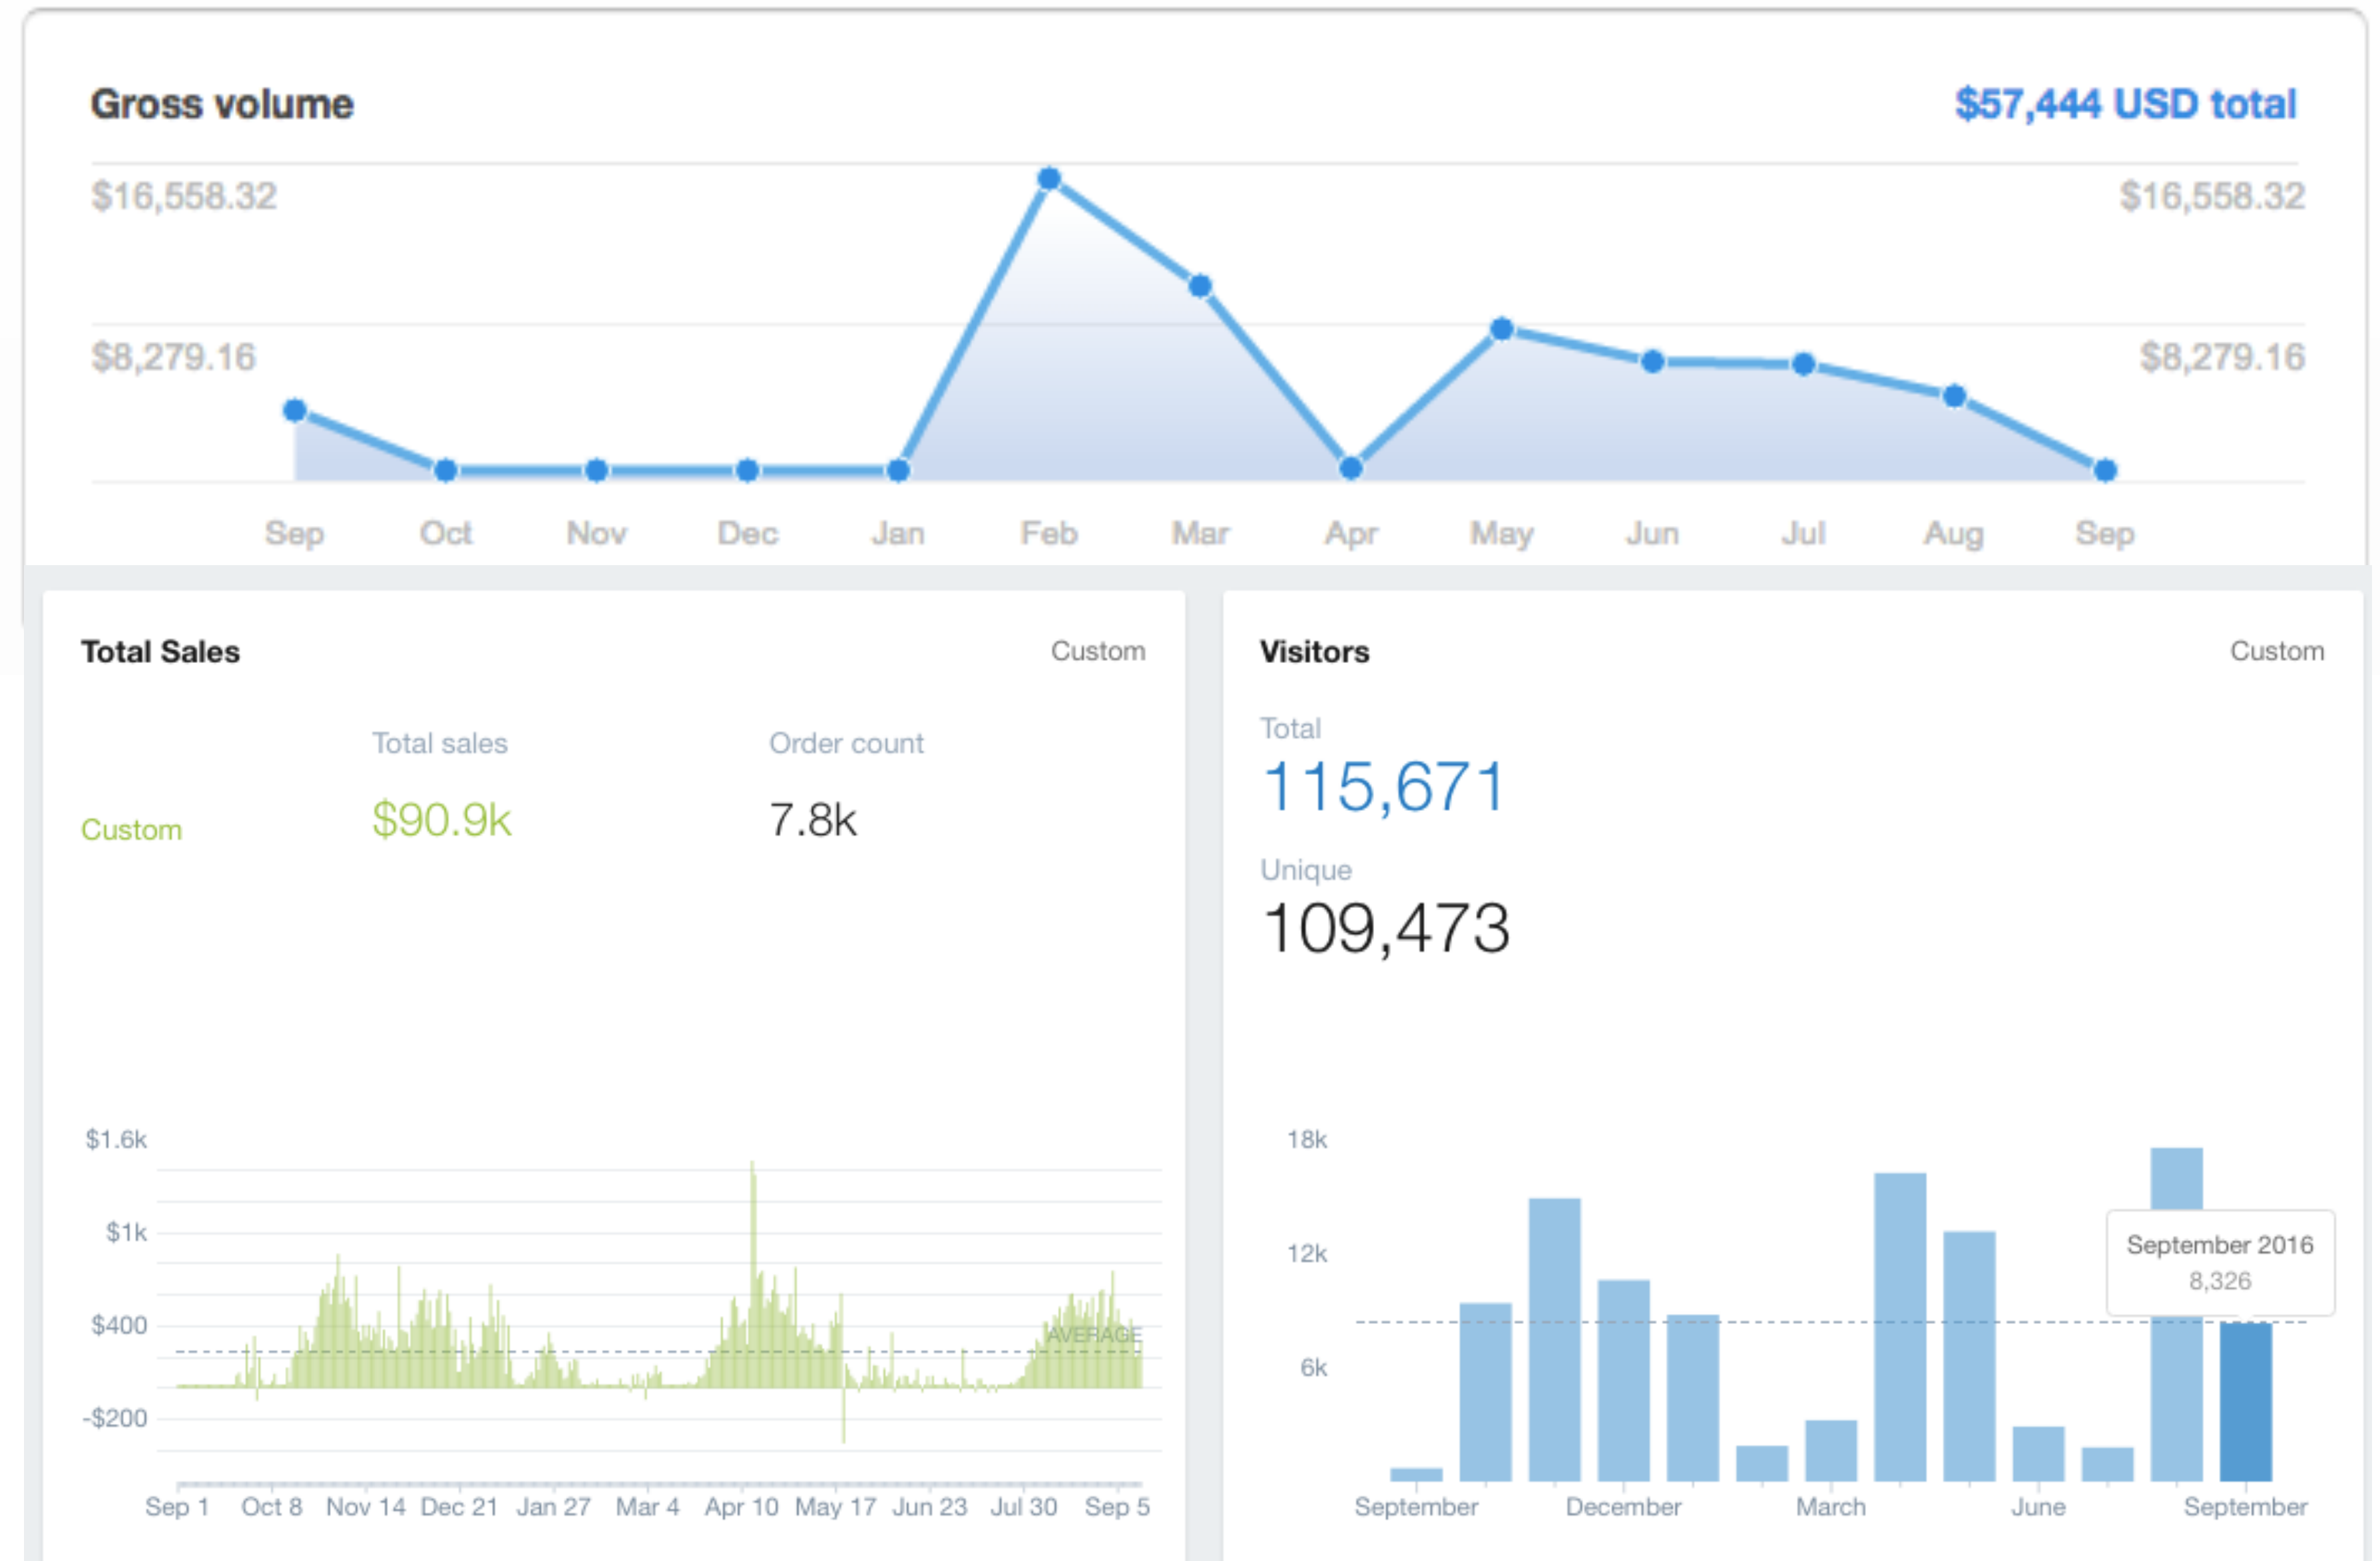 Gross volume
$57,444 USD total
$16,558.32
$16,558.32
$8,279.16
$8,279.16
Sep Oct Nov Dec Jan Feb Mar Apr May Jun Jul Aug Sep
Total Sales
Custom
Total sales
Order count
Custom
$90.9k
7.8k
$1.6k
$1k
$400
AVERAGE
-$200
Sep 1 Oct 8 Nov 14 Dec 21 Jan 27 Mar 4 Apr 10 May 17 Jun 23 Jul 30 Sep 5
Visitors
Custom
Total
115,671
Unique
109,473
18k
12k
September 2016
8,326
6k
September December March June September